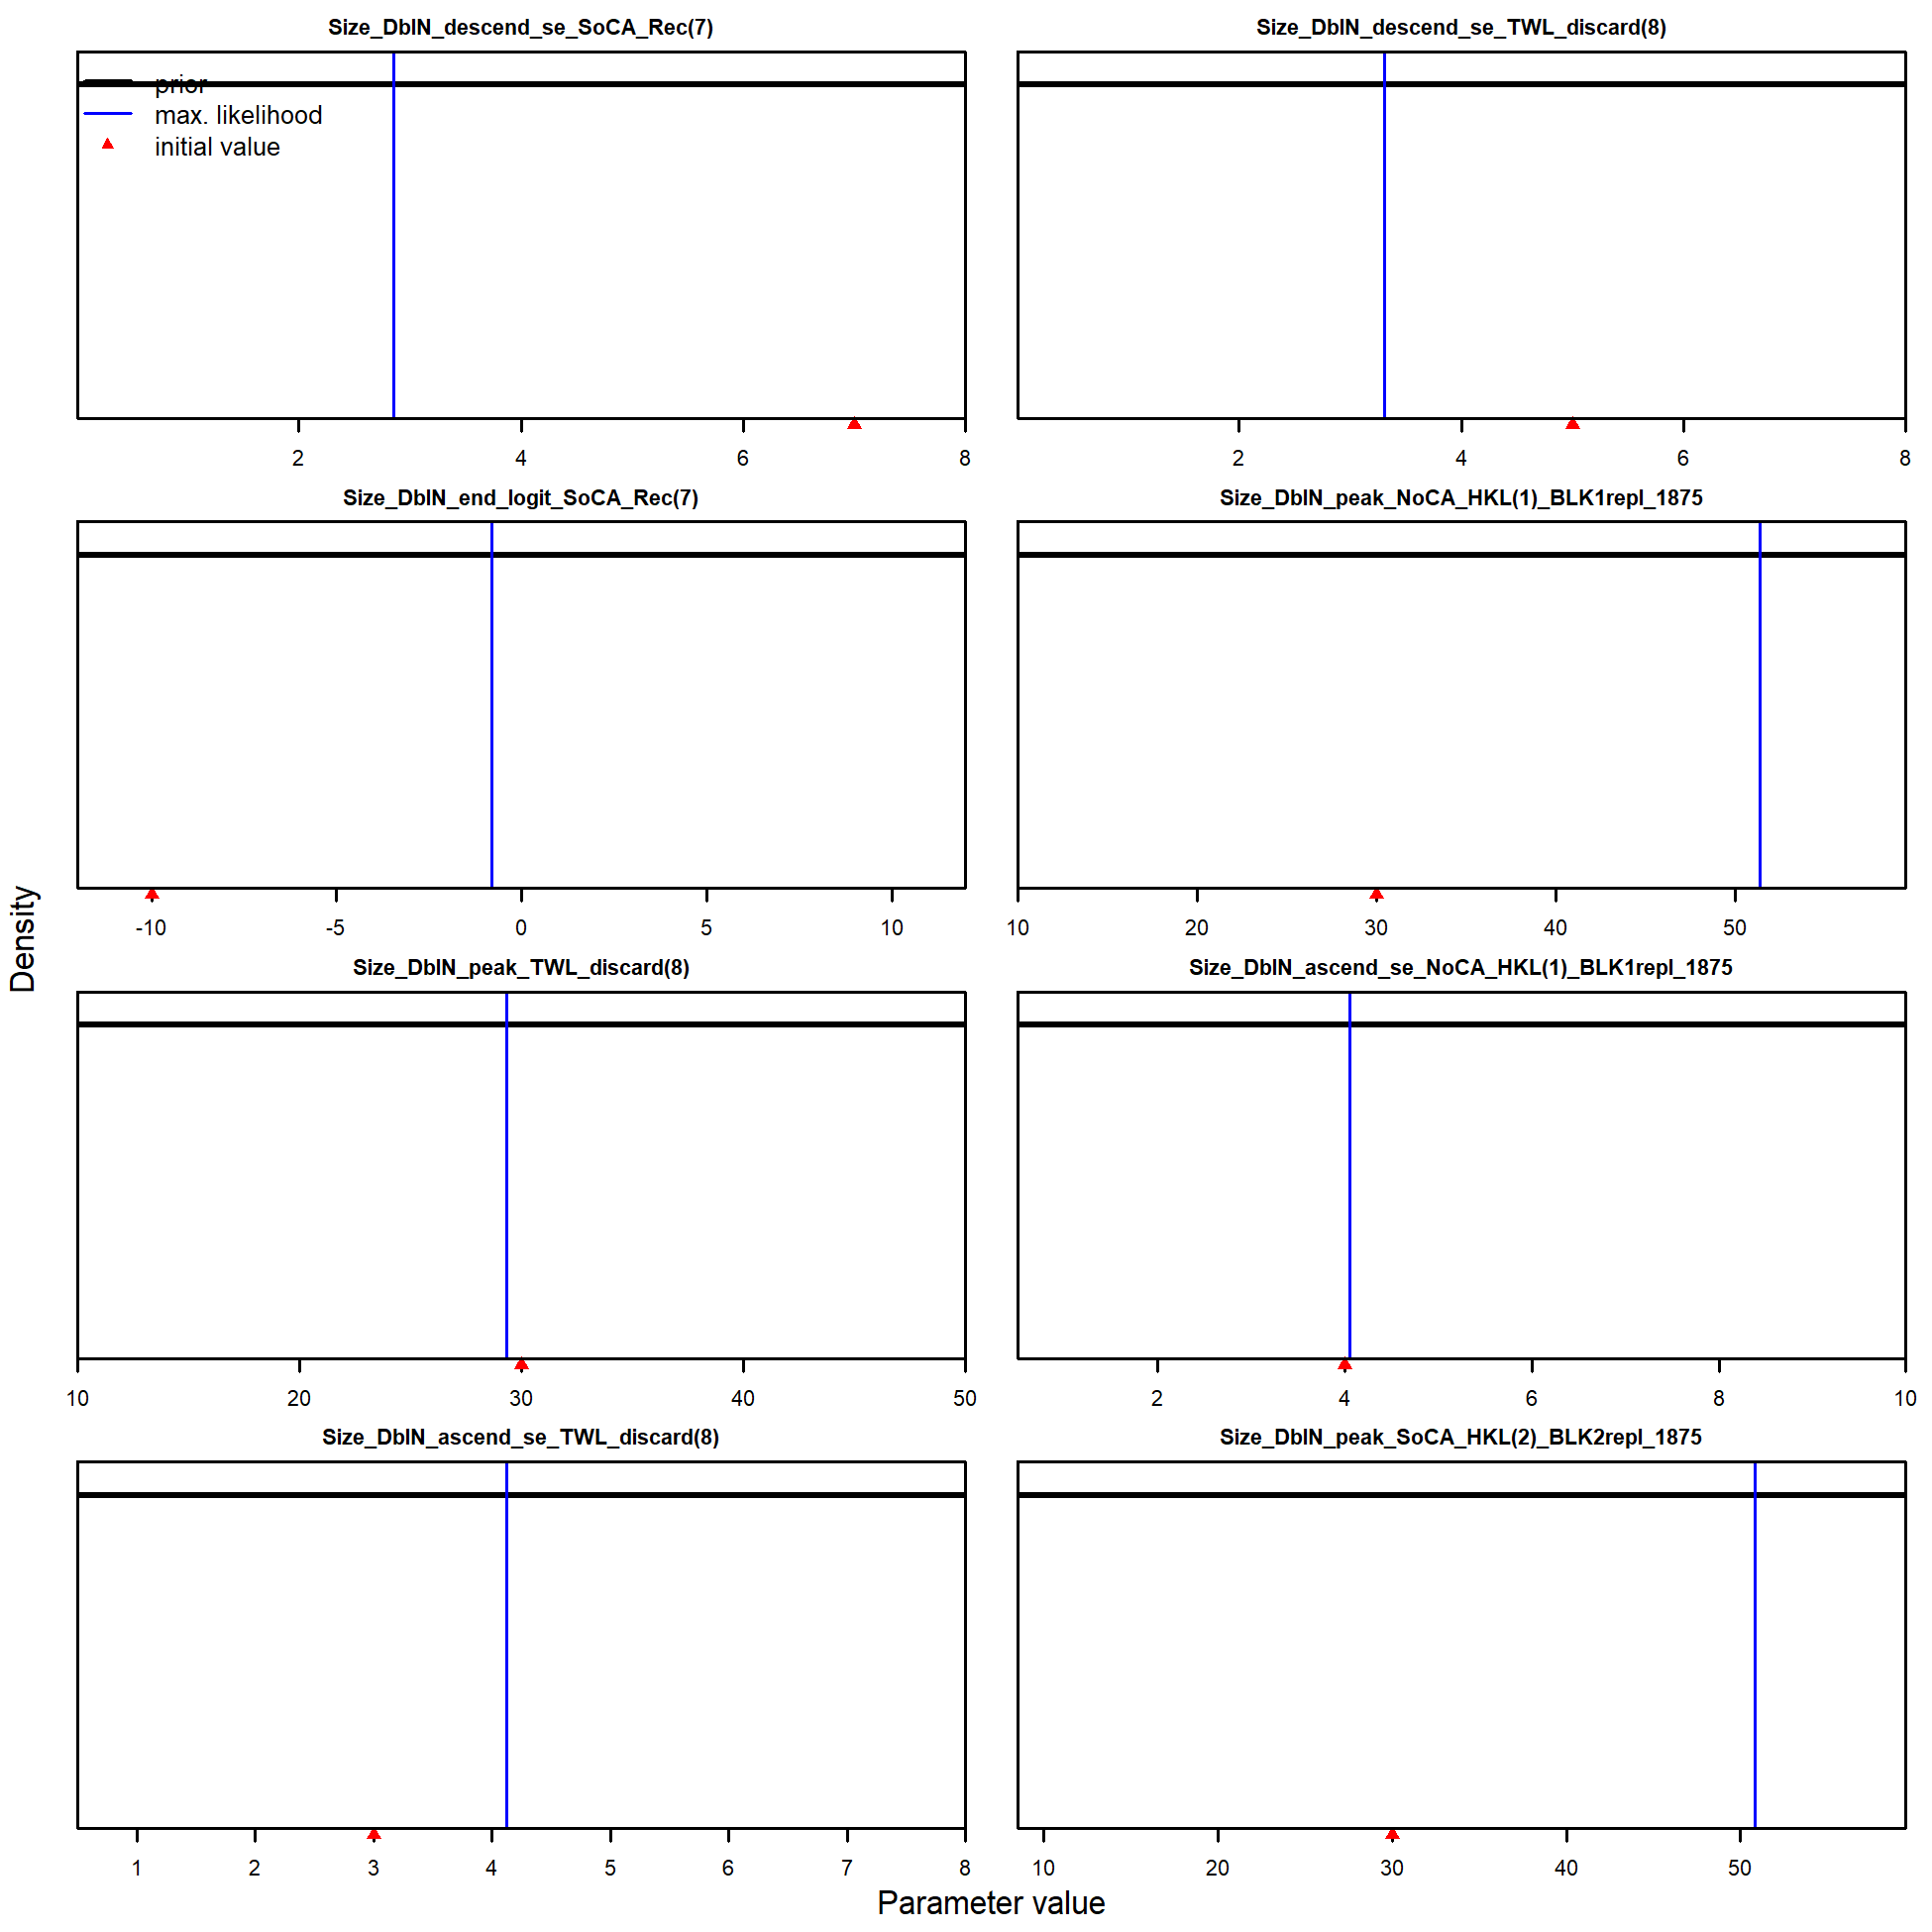 Size_DblN_descend_se_SoCA_Rec(7)
Size_DblN_descend_se_TWL_discard(8)
prior
max. likelihood
initial value
2 4 6 8
2 4 6 8
Size_DblN_end_logit_SoCA_Rec(7)
Size_DblN_peak_NoCA_HKL(1)_BLK1repl_1875
-10 -5 0 5 10
10 20 30 40 50
Size_DblN_peak_TWL_discard(8)
Size_DblN_ascend_se_NoCA_HKL(1)_BLK1repl_1875
10 20 30 40 50
2 4 6 8 10
Size_DblN_ascend_se_TWL_discard(8)
Size_DblN_peak_SoCA_HKL(2)_BLK2repl_1875
1 2 3 4 5 6 7 8
10 20 30 40 50
Density
Parameter value